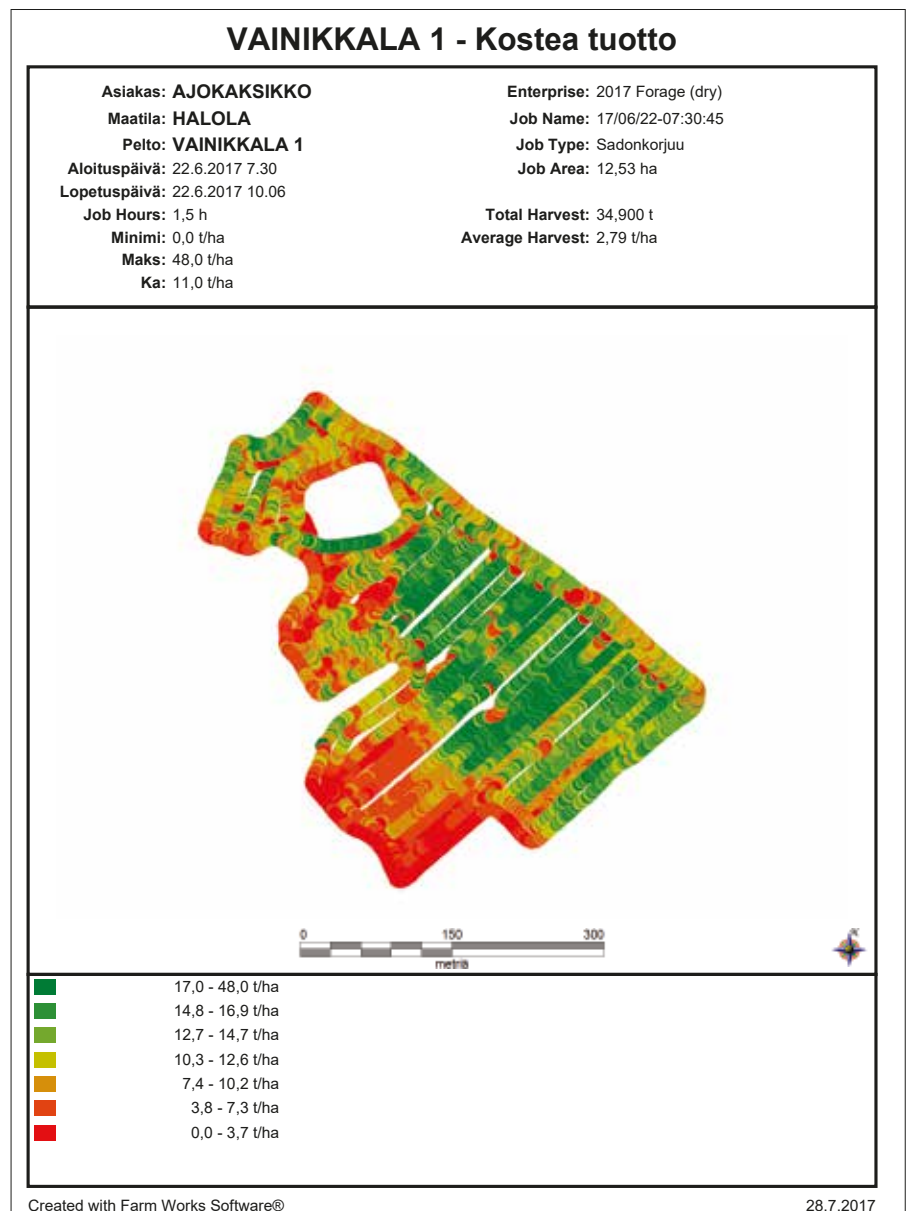 VAINIKKALA 1 - Kostea tuotto
Asiakas: AJOKAKSIKKO
Maatila: HALOLA
Pelto: VAINIKKALA 1
Aloituspäivä: 22.6.2017 7.30
Lopetuspäivä: 22.6.2017 10.06
Job Hours: 1,5 h
Minimi: 0,0 t/ha
Maks: 48,0 t/ha
Ka: 11,0 t/ha
Enterprise: 2017 Forage (dry)
Job Name: 17/06/22-07:30:45
Job Type: Sadonkorjuu
Job Area: 12,53 ha
Total Harvest: 34,900 t
Average Harvest: 2,79 t/ha
0 150 300
metriä
17,0 - 48,0 t/ha
14,8 - 16,9 t/ha
12,7 - 14,7 t/ha
10,3 - 12,6 t/ha
7,4 - 10,2 t/ha
3,8 - 7,3 t/ha
0,0 - 3,7 t/ha
Created with Farm Works Software®
28.7.2017